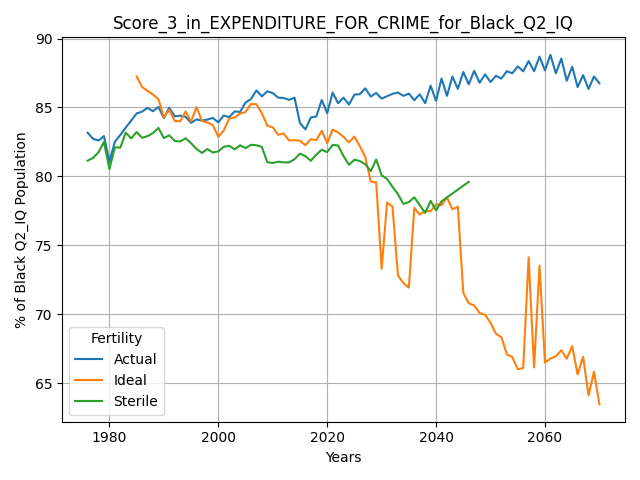 Score_3_in_EXPENDITURE_FOR_CRIME_for_Black_Q2_IQ
% of Black Q2_IQ Population
90
85
80
75
70
65
Fertility
Actual
Ideal
Sterile
1980
2000
2020
2040
2060
Years